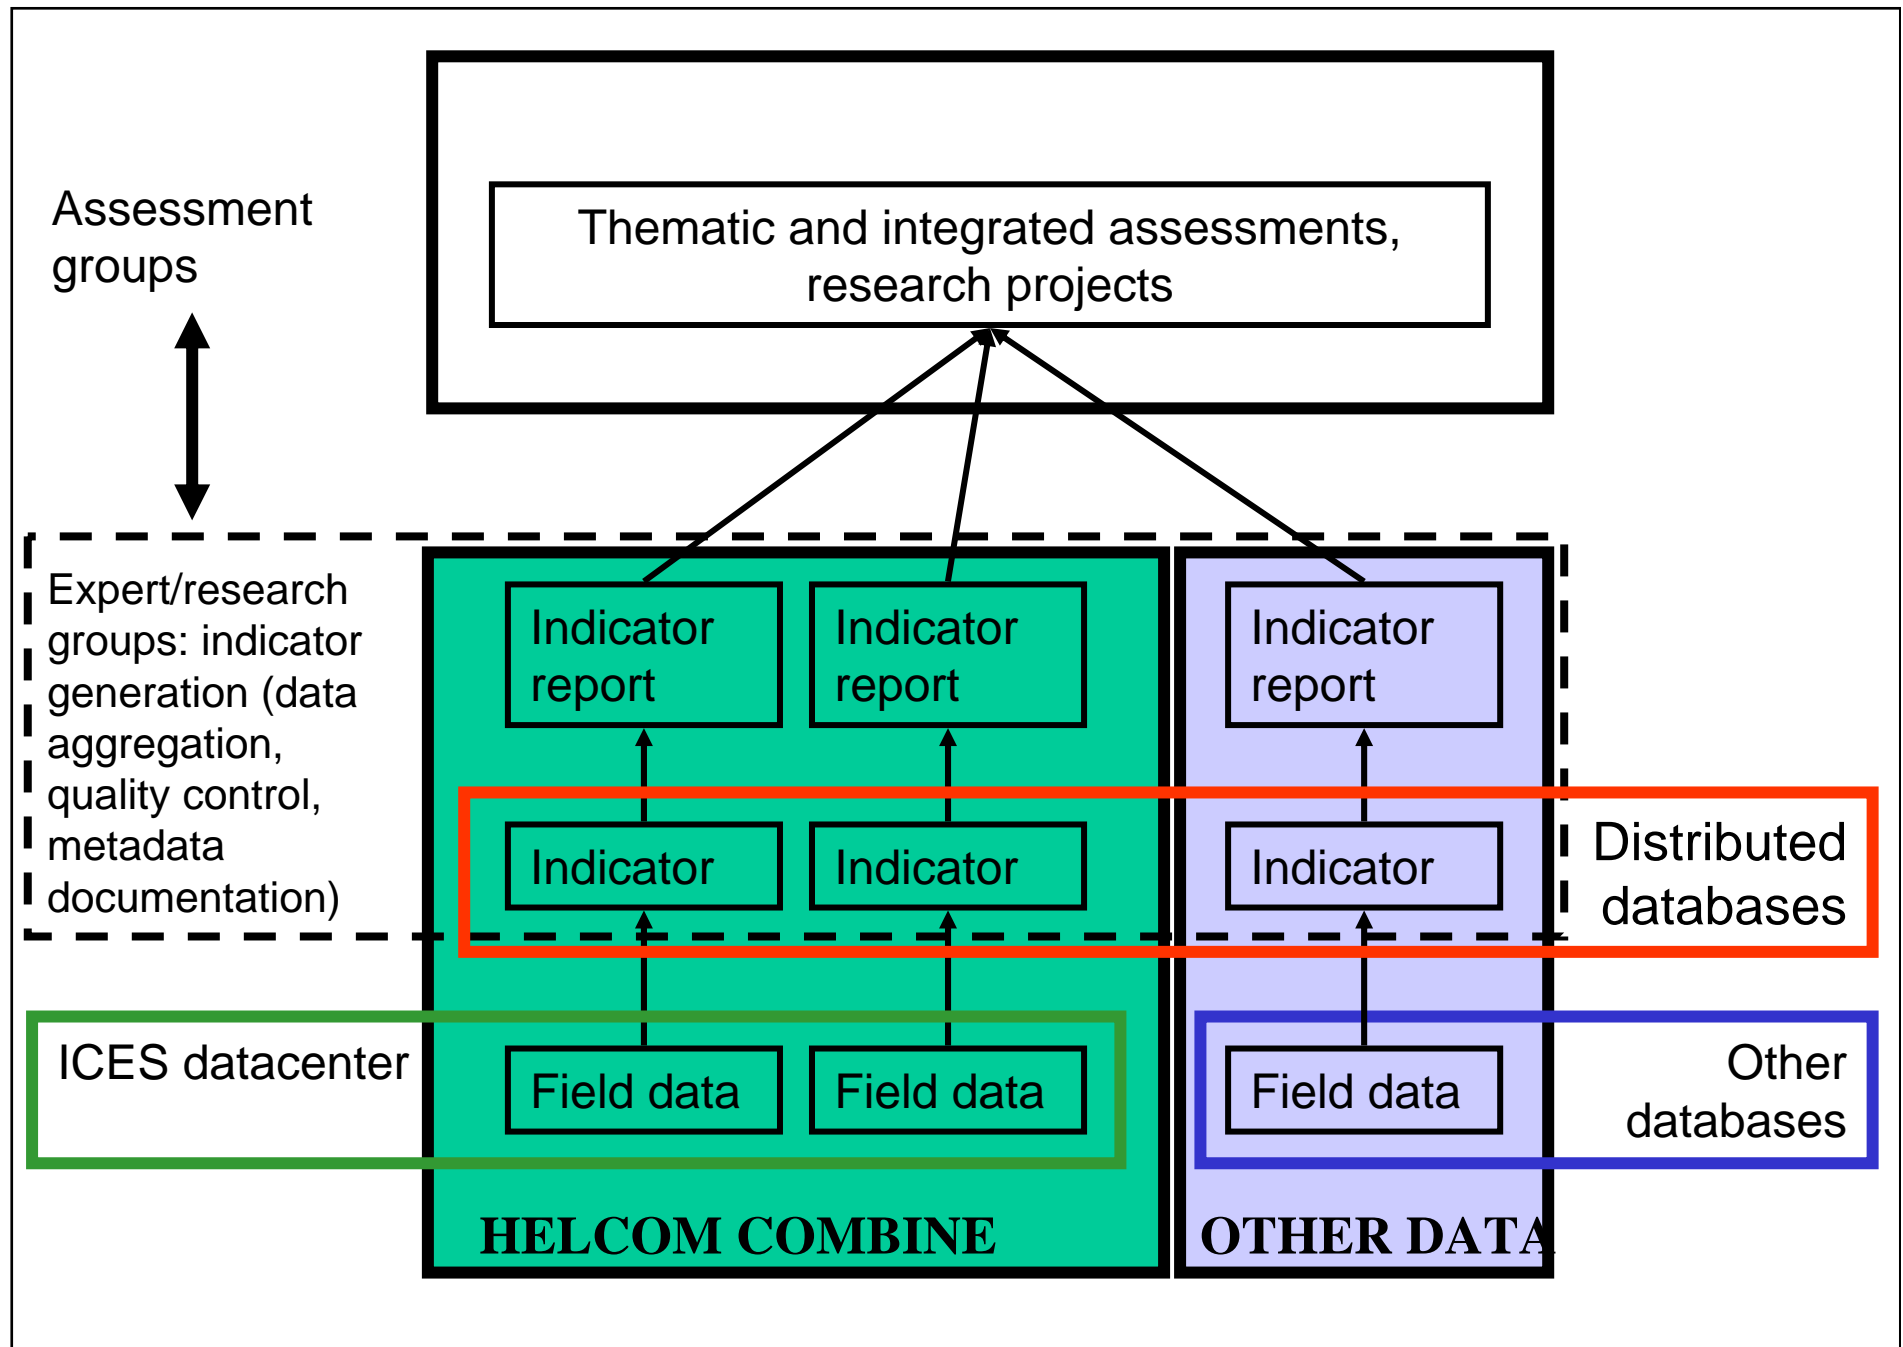 Assessment
groups
Thematic and integrated assessments,
research projects
Expert/research
groups: indicator
generation (data
aggregation,
quality control,
metadata
documentation)
Indicator
report
Indicator
report
Indicator
report
Indicator
Indicator
Indicator
Distributed
databases
ICES datacenter
Field data
Field data
Field data
Other
databases
HELCOM COMBINE
OTHER DATA